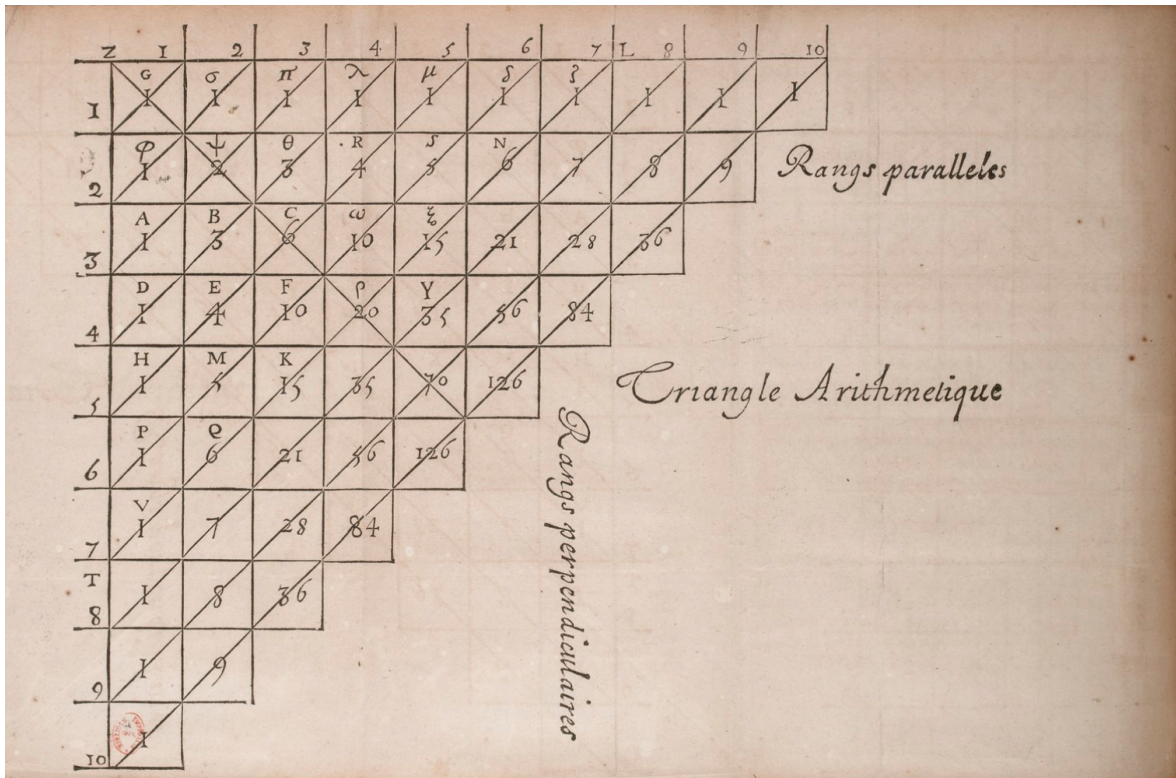 Z 1 2 3 4 5 6 7 L 8 9 10
G σ π λ μ δ ζ
1 1 1 1 1 1 1 1 1 1 1
φ ψ θ R S N
2 1 2 3 4 5 6 7 8 9 Rangs paralleles
A B C ω ξ
3 1 3 6 10 15 21 28 36
D E F ρ Y
4 1 4 10 20 35 56 84
H M K
5 1 5 15 35 70 126
Triangle Arithmetique
P Q
6 1 6 21 56 126
V
7 1 7 28 84
T
8 1 8 36
9 1 9
10 1
Rangs perpendiculaires